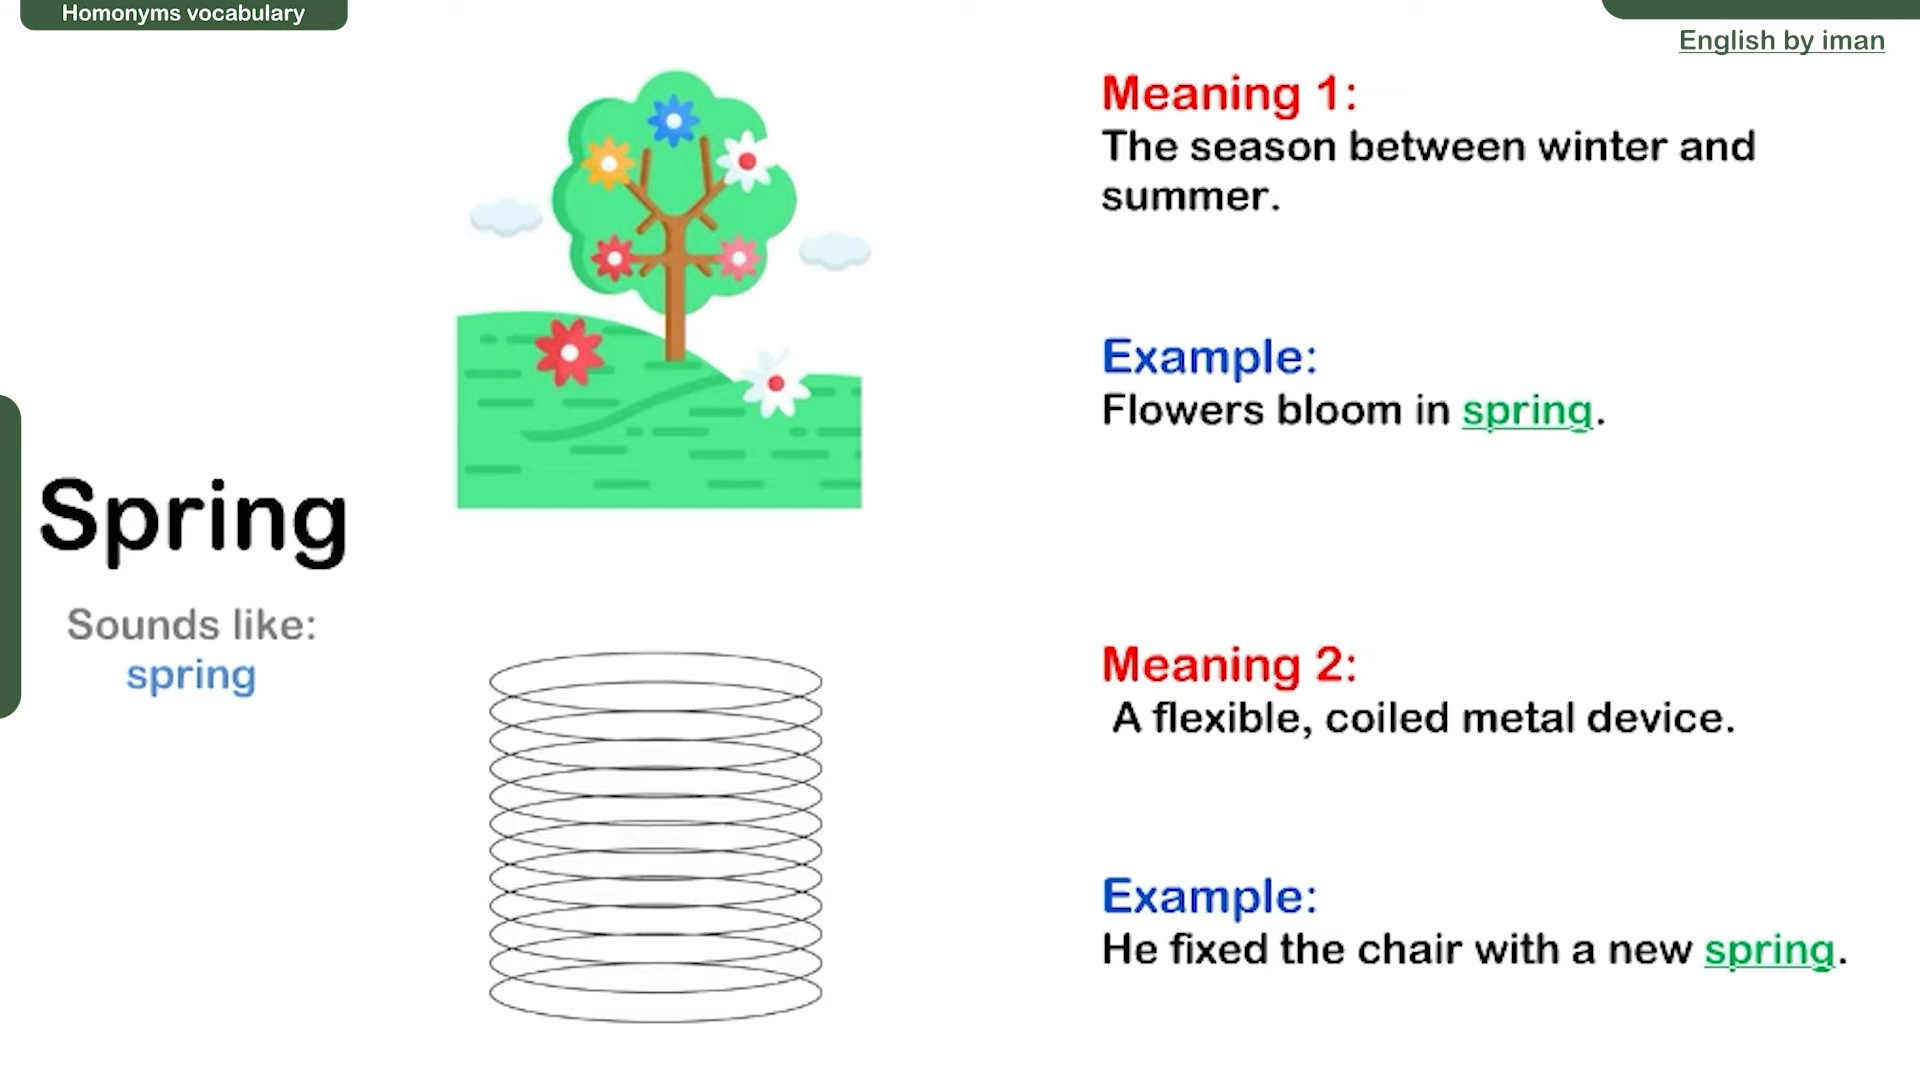 Homonyms vocabulary
English by iman
Spring
Sounds like:
spring
Meaning 1:
The season between winter and
summer.
Example:
Flowers bloom in spring.
Meaning 2:
A flexible, coiled metal device.
Example:
He fixed the chair with a new spring.